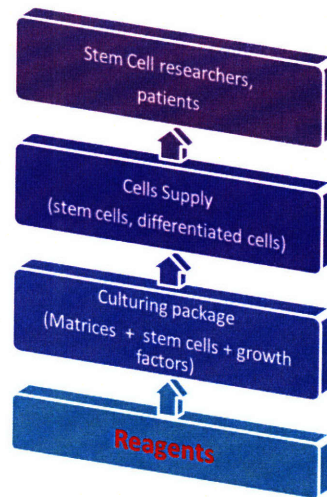 Stem Cell researchers,
patients
Cells Supply
(stem cells, differentiated cells)
Culturing package
(Matrices + stem cells + growth
factors)
Reagents